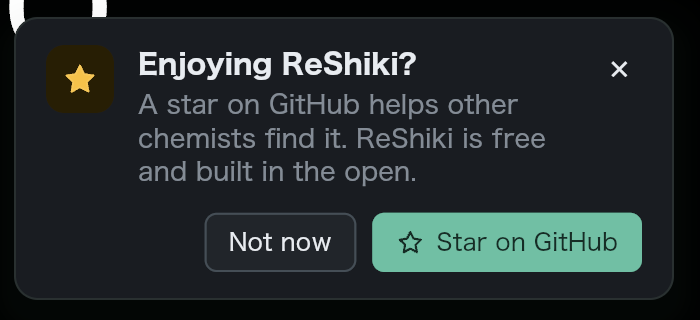 Enjoying ReShiki?
A star on GitHub helps other
chemists find it. ReShiki is free
and built in the open.
Not now
Star on GitHub